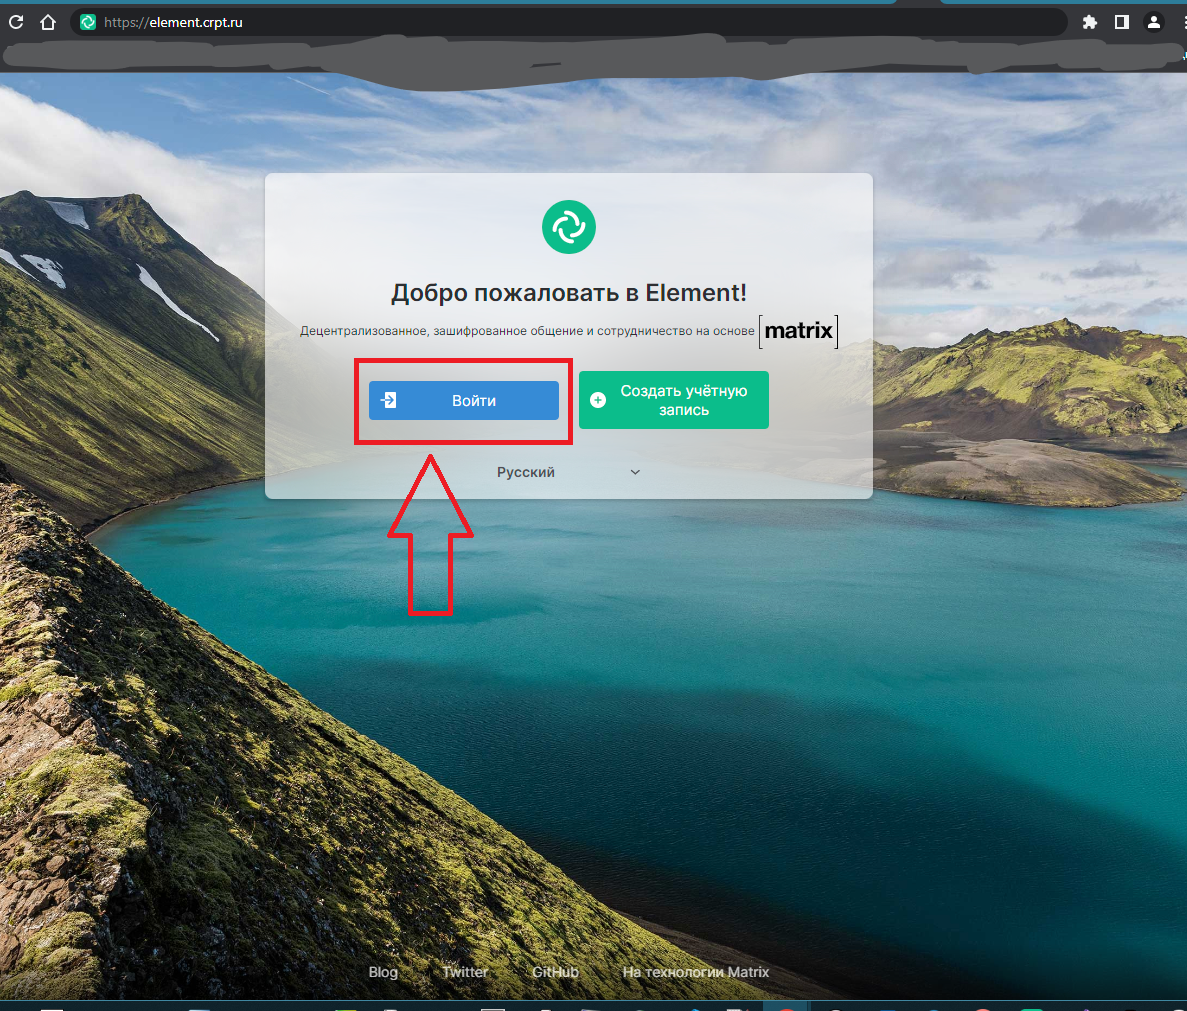 https://element.crpt.ru
Добро пожаловать в Element!
Децентрализованное, зашифрованное общение и сотрудничество на основе [matrix]
Войти
Создать учётную
запись
Русский
Blog Twitter GitHub На технологии Matrix